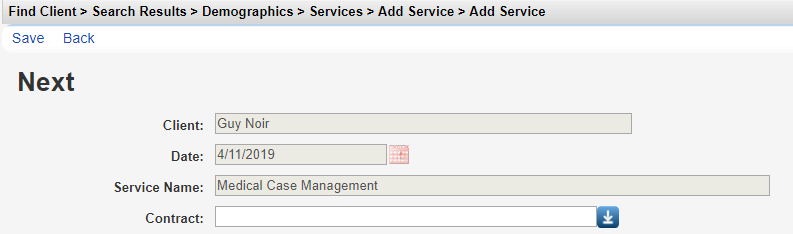 Find Client > Search Results > Demographics > Services > Add Service > Add Service
Save Back
Next
Client: Guy Noir
Date: 4/11/2019
Service Name: Medical Case Management
Contract: